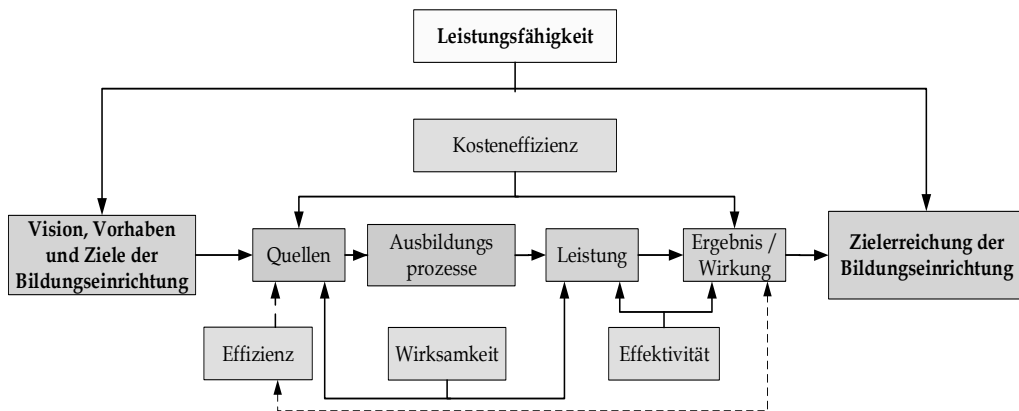 Leistungsfähigkeit
Kosteneffizienz
Vision, Vorhaben
und Ziele der
Bildungseinrichtung
Quellen
Ausbildungs
prozesse
Leistung
Ergebnis /
Wirkung
Zielerreichung der
Bildungseinrichtung
Effizienz
Wirksamkeit
Effektivität